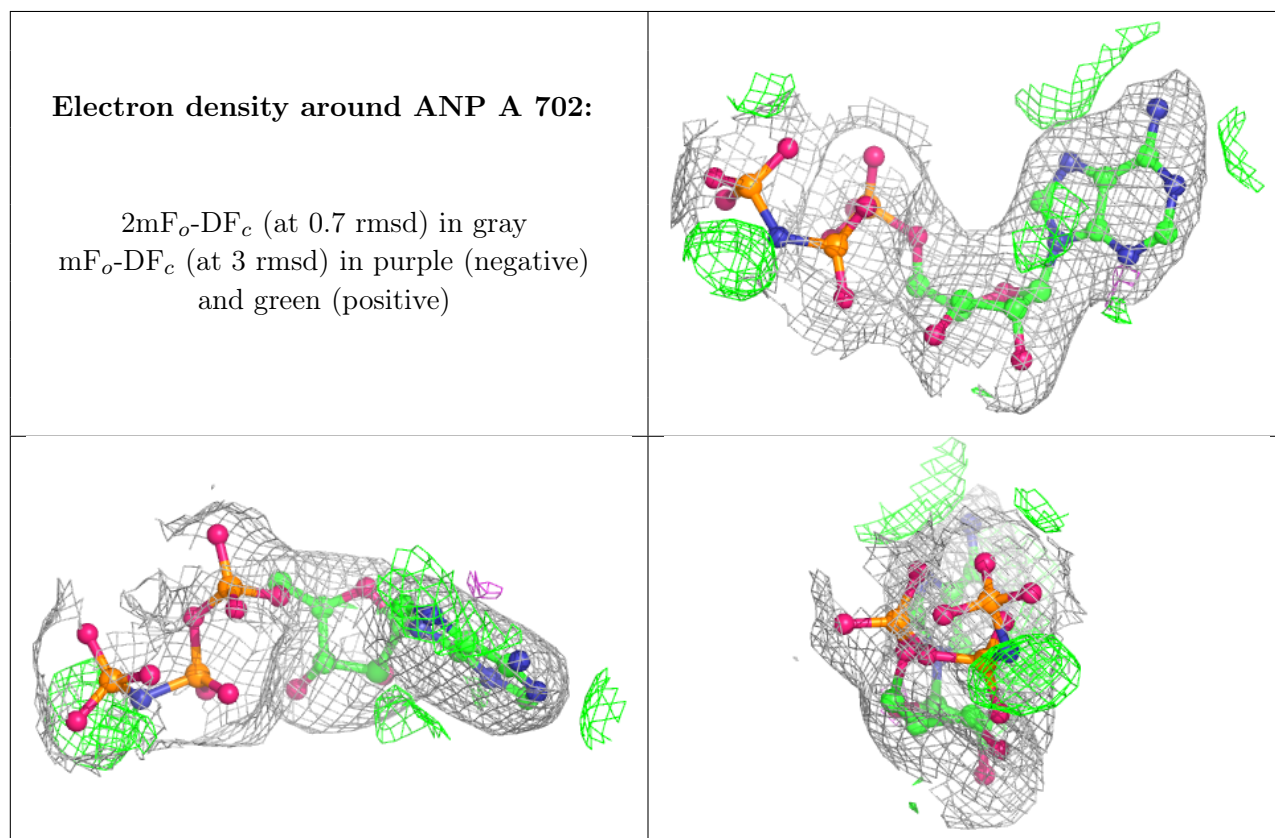 Electron density around ANP A 702:
2mFₒ-DF𝒸 (at 0.7 rmsd) in gray
mFₒ-DF𝒸 (at 3 rmsd) in purple (negative)
and green (positive)